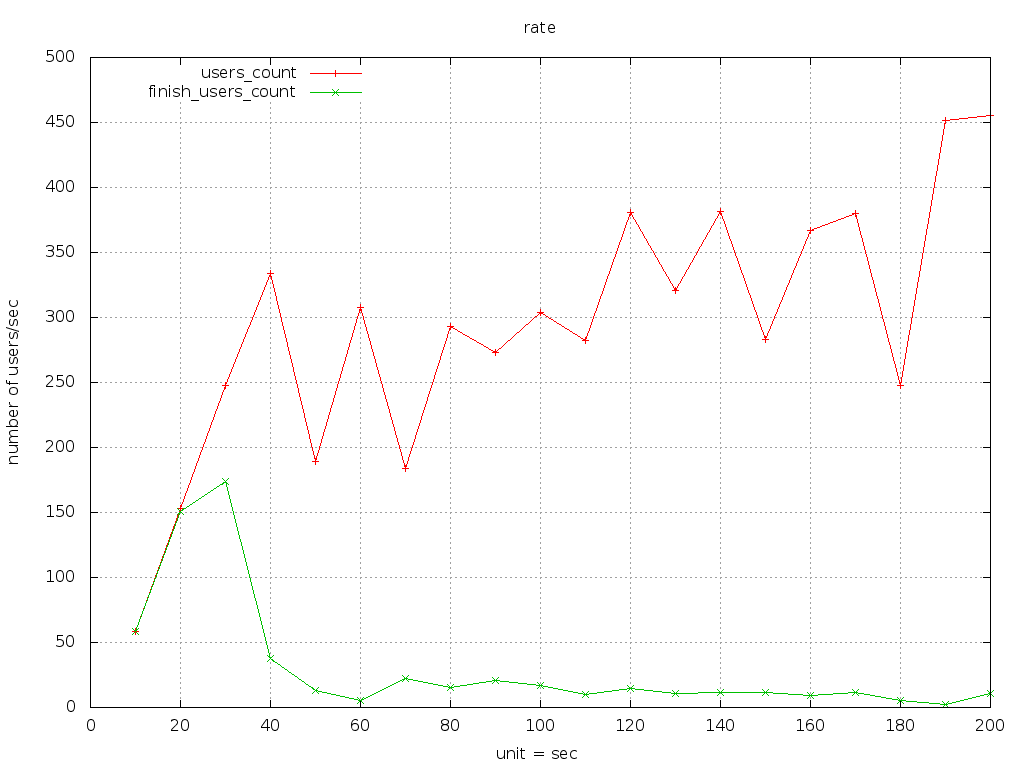 rate
users_count
finish_users_count
500
450
400
350
300
250
200
150
100
50
0
number of users/sec
0 20 40 60 80 100 120 140 160 180 200
unit = sec